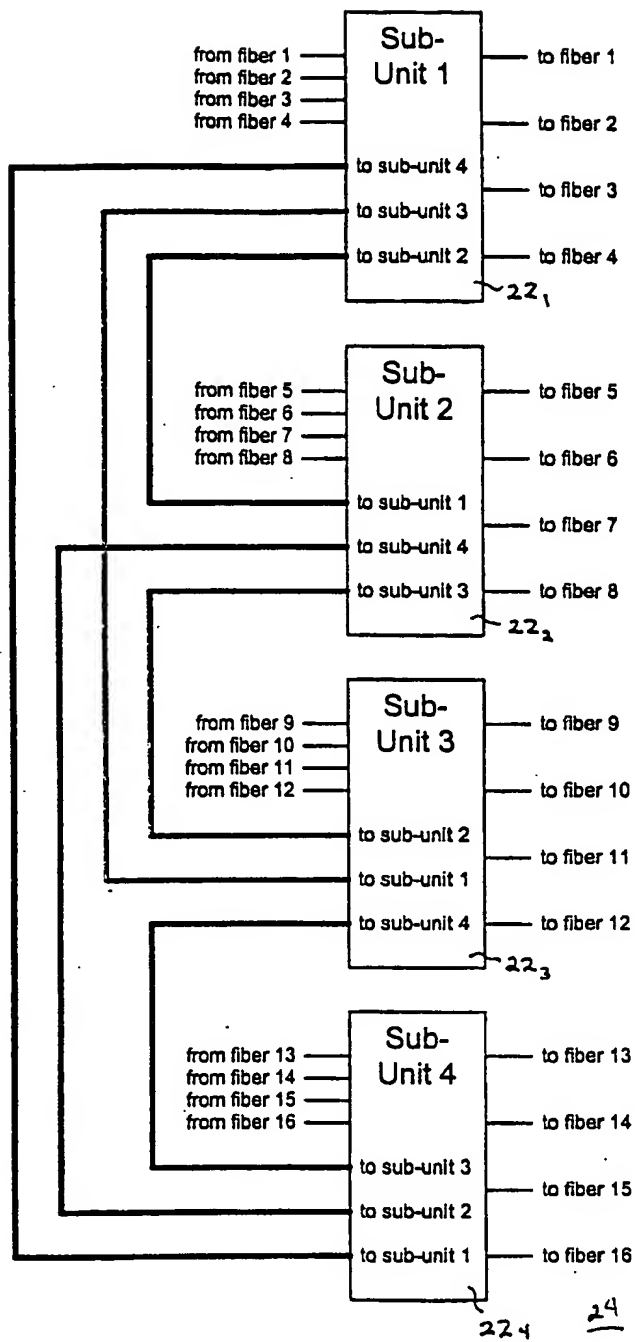 Sub-
Unit 1
from fiber 1
from fiber 2
from fiber 3
from fiber 4
to sub-unit 4
to sub-unit 3
to sub-unit 2
to fiber 1
to fiber 2
to fiber 3
to fiber 4
22₁
Sub-
Unit 2
from fiber 5
from fiber 6
from fiber 7
from fiber 8
to sub-unit 1
to sub-unit 4
to sub-unit 3
to fiber 5
to fiber 6
to fiber 7
to fiber 8
22₂
Sub-
Unit 3
from fiber 9
from fiber 10
from fiber 11
from fiber 12
to sub-unit 2
to sub-unit 1
to sub-unit 4
to fiber 9
to fiber 10
to fiber 11
to fiber 12
22₃
Sub-
Unit 4
from fiber 13
from fiber 14
from fiber 15
from fiber 16
to sub-unit 3
to sub-unit 2
to sub-unit 1
to fiber 13
to fiber 14
to fiber 15
to fiber 16
22₄
24